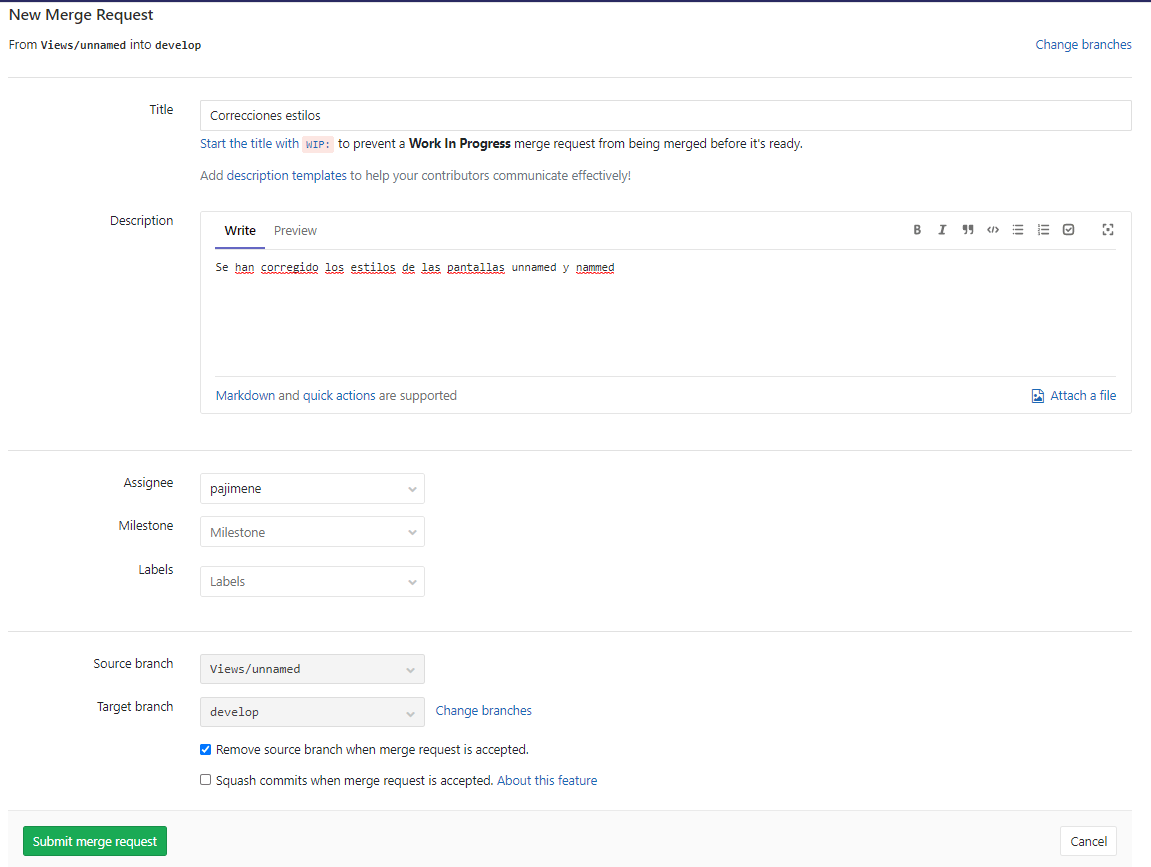 New Merge Request
From Views/unnamed into develop
Change branches
Title
Correcciones estilos
Start the title with WIP: to prevent a Work In Progress merge request from being merged before it's ready.
Add description templates to help your contributors communicate effectively!
Description
Write Preview
Se han corregido los estilos de las pantallas unnamed y nammed
Markdown and quick actions are supported
Attach a file
Assignee
pajimene
Milestone
Milestone
Labels
Labels
Source branch
Views/unnamed
Target branch
develop
Change branches
Remove source branch when merge request is accepted.
Squash commits when merge request is accepted. About this feature
Submit merge request
Cancel